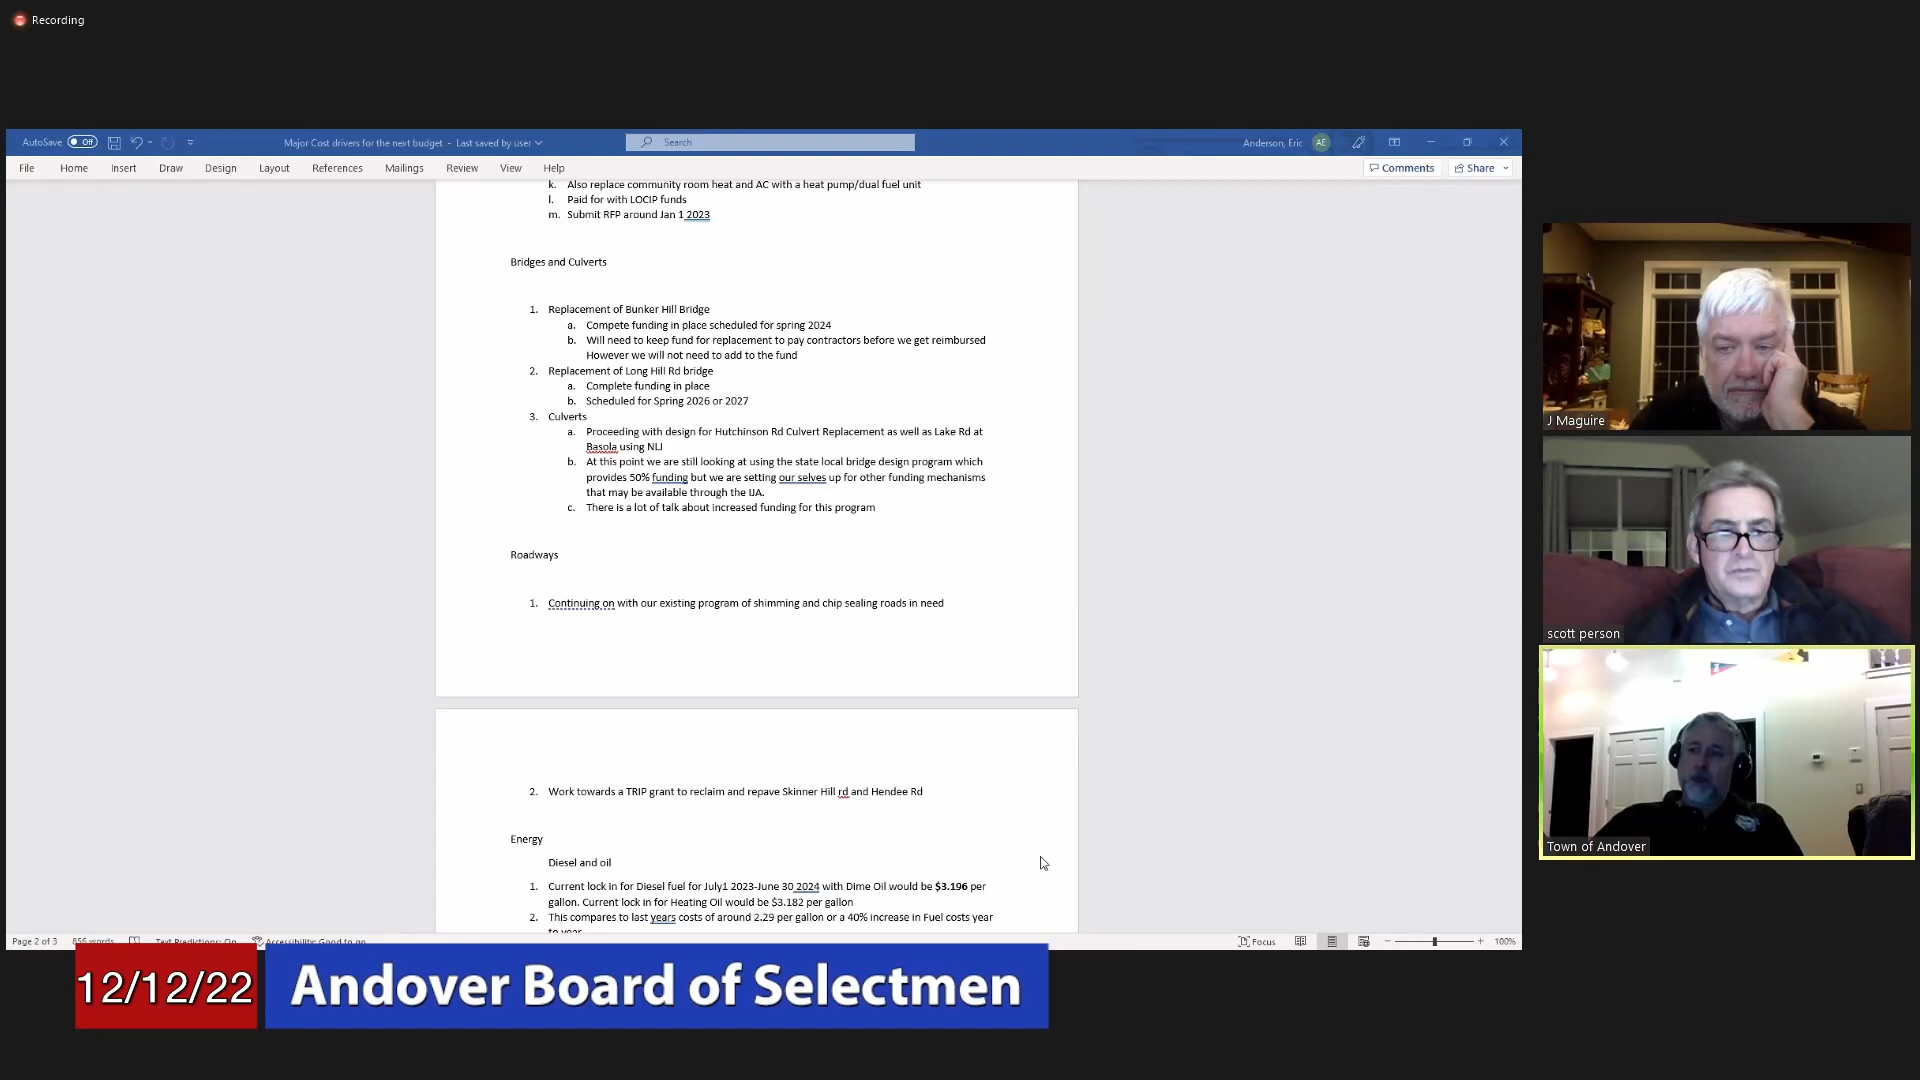 Recording
AutoSave Off
Major Cost drivers for the next budget - Last saved by user
Search
Anderson, Eric AE
File Home Insert Draw Design Layout References Mailings Review View Help
Comments Share
k. Also replace community room heat and AC with a heat pump/dual fuel unit
l. Paid for with LOCIP funds
m. Submit RFP around Jan 1 2023
Bridges and Culverts
1. Replacement of Bunker Hill Bridge
a. Compete funding in place scheduled for spring 2024
b. Will need to keep fund for replacement to pay contractors before we get reimbursed
However we will not need to add to the fund
2. Replacement of Long Hill Rd bridge
a. Complete funding in place
b. Scheduled for Spring 2026 or 2027
3. Culverts
a. Proceeding with design for Hutchinson Rd Culvert Replacement as well as Lake Rd at
Basola using NLJ
b. At this point we are still looking at using the state local bridge design program which
provides 50% funding but we are setting our selves up for other funding mechanisms
that may be available through the IJA.
c. There is a lot of talk about increased funding for this program
Roadways
1. Continuing on with our existing program of shimming and chip sealing roads in need
2. Work towards a TRIP grant to reclaim and repave Skinner Hill rd and Hendee Rd
Energy
Diesel and oil
1. Current lock in for Diesel fuel for July1 2023-June 30 2024 with Dime Oil would be $3.196 per
gallon. Current lock in for Heating Oil would be $3.182 per gallon
2. This compares to last years costs of around 2.29 per gallon or a 40% increase in Fuel costs year
to year
Page 2 of 3 856 words Text Predictions: On Accessibility: Good to go
Focus 100%
J Maguire
scott person
Town of Andover
12/12/22
Andover Board of Selectmen